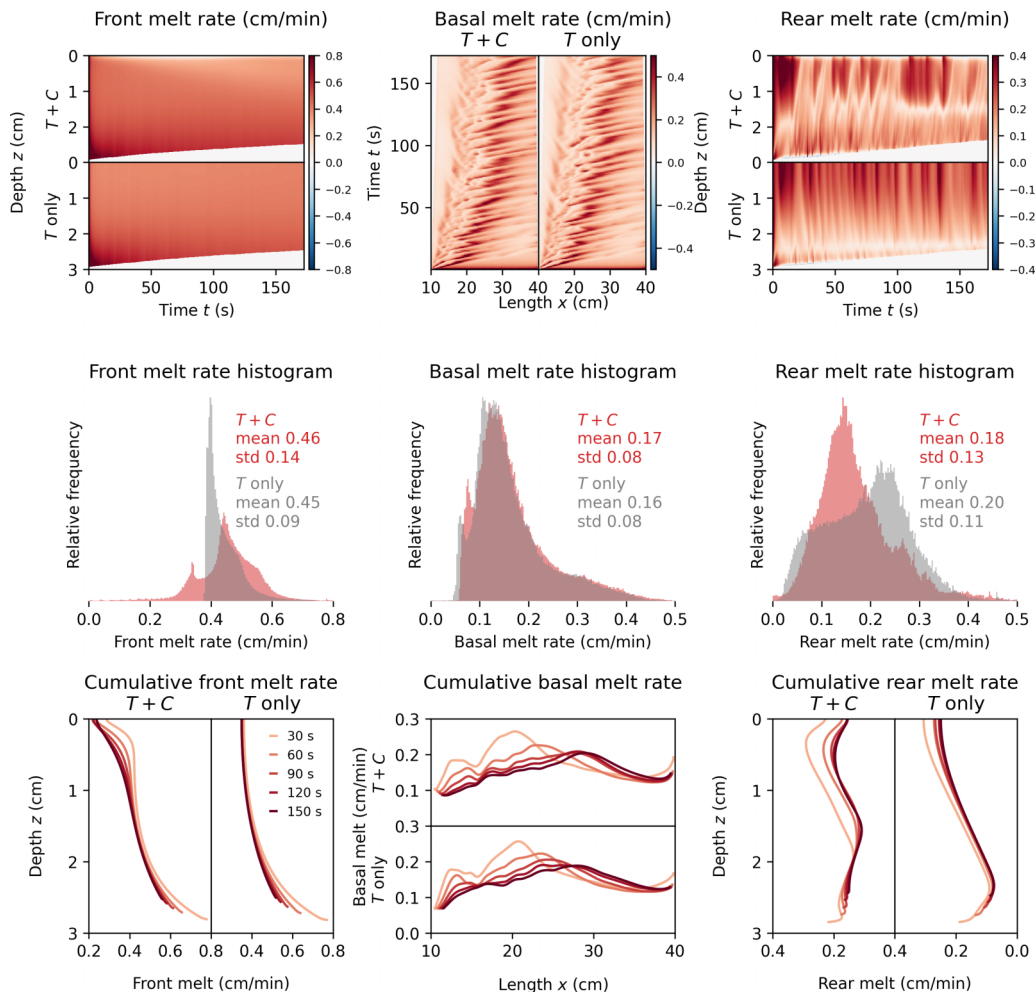 Front melt rate (cm/min)
Depth z (cm)
T + C
T only
0
1
2
0
1
2
3
0
50
100
150
Time t (s)
0.8
0.6
0.4
0.2
0.0
−0.2
−0.4
−0.6
−0.8
Basal melt rate (cm/min)
T + C
T only
Time t (s)
150
100
50
10
20
30
40
20
30
40
Length x (cm)
0.4
0.2
0.0
−0.2
−0.4
Rear melt rate (cm/min)
Depth z (cm)
T + C
T only
0
1
2
0
1
2
3
0
50
100
150
Time t (s)
0.8
0.6
0.4
0.2
0.0
−0.2
−0.4
−0.6
−0.8
Front melt rate histogram
Relative frequency
T + C
mean 0.46
std 0.14
T only
mean 0.45
std 0.09
0.0
0.2
0.4
0.6
0.8
Front melt rate (cm/min)
Basal melt rate histogram
Relative frequency
T + C
mean 0.17
std 0.08
T only
mean 0.16
std 0.08
0.0
0.1
0.2
0.3
0.4
0.5
Basal melt rate (cm/min)
Rear melt rate histogram
Relative frequency
T + C
mean 0.18
std 0.13
T only
mean 0.20
std 0.11
0.0
0.1
0.2
0.3
0.4
0.5
Rear melt rate (cm/min)
Cumulative front melt rate
T + C
T only
30 s
60 s
90 s
120 s
150 s
Depth z (cm)
0
1
2
3
0.2
0.4
0.6
0.8
0.4
0.6
0.8
Front melt (cm/min)
Cumulative basal melt rate
Basal melt (cm/min)
T + C
T only
0.3
0.2
0.1
0.3
0.2
0.1
0.0
10
20
30
40
Length x (cm)
Cumulative rear melt rate
T + C
T only
Depth z (cm)
0
1
2
3
0.4
0.2
0.4
0.2
0.0
Rear melt (cm/min)